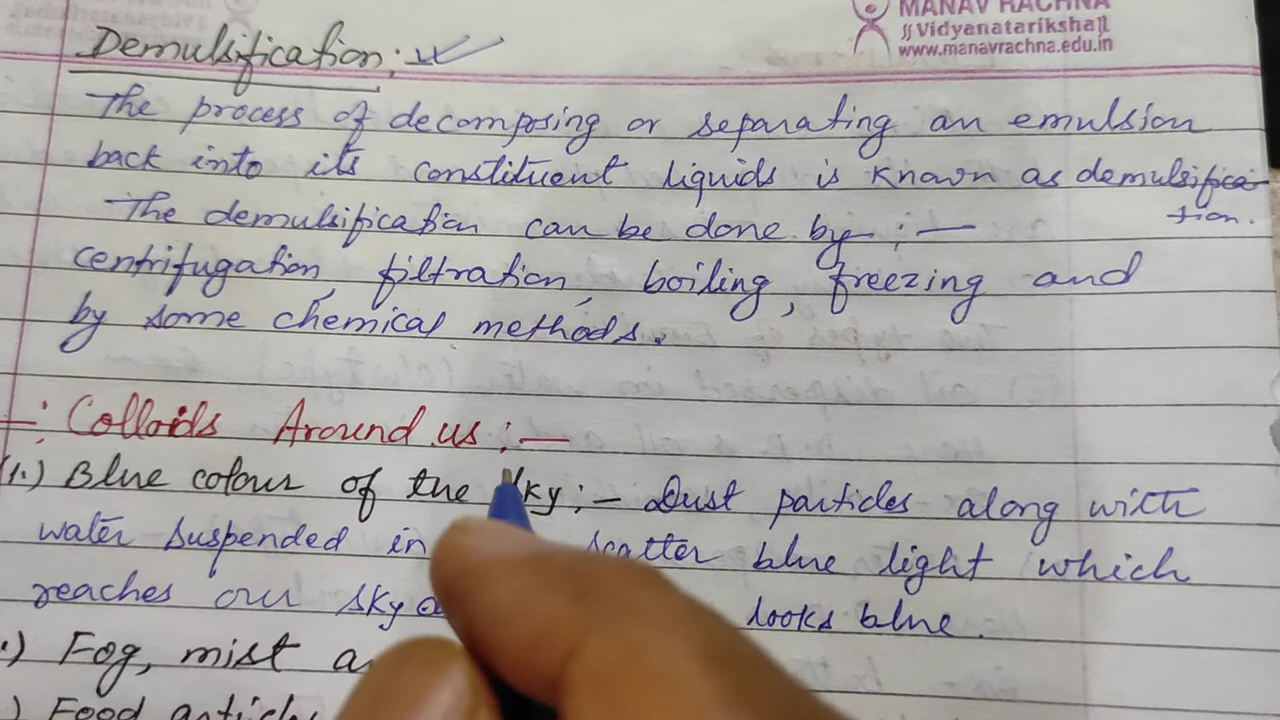 MANAV RACHNA
॥Vidyanatariksha॥
www.manavrachna.edu.in
Demulsification :
The process of decomposing or separating an emulsion
back into its constituent liquids is known as demulsifica-
tion.
The demulsification can be done by :—
centrifugation, filtration, boiling, freezing and
by some chemical methods.
—: Colloids Around us :—
(1.) Blue colour of the sky :— Dust particles along with
water suspended in scatter blue light which
reaches our sky looks blue.
.) Fog, mist a
) Food articl